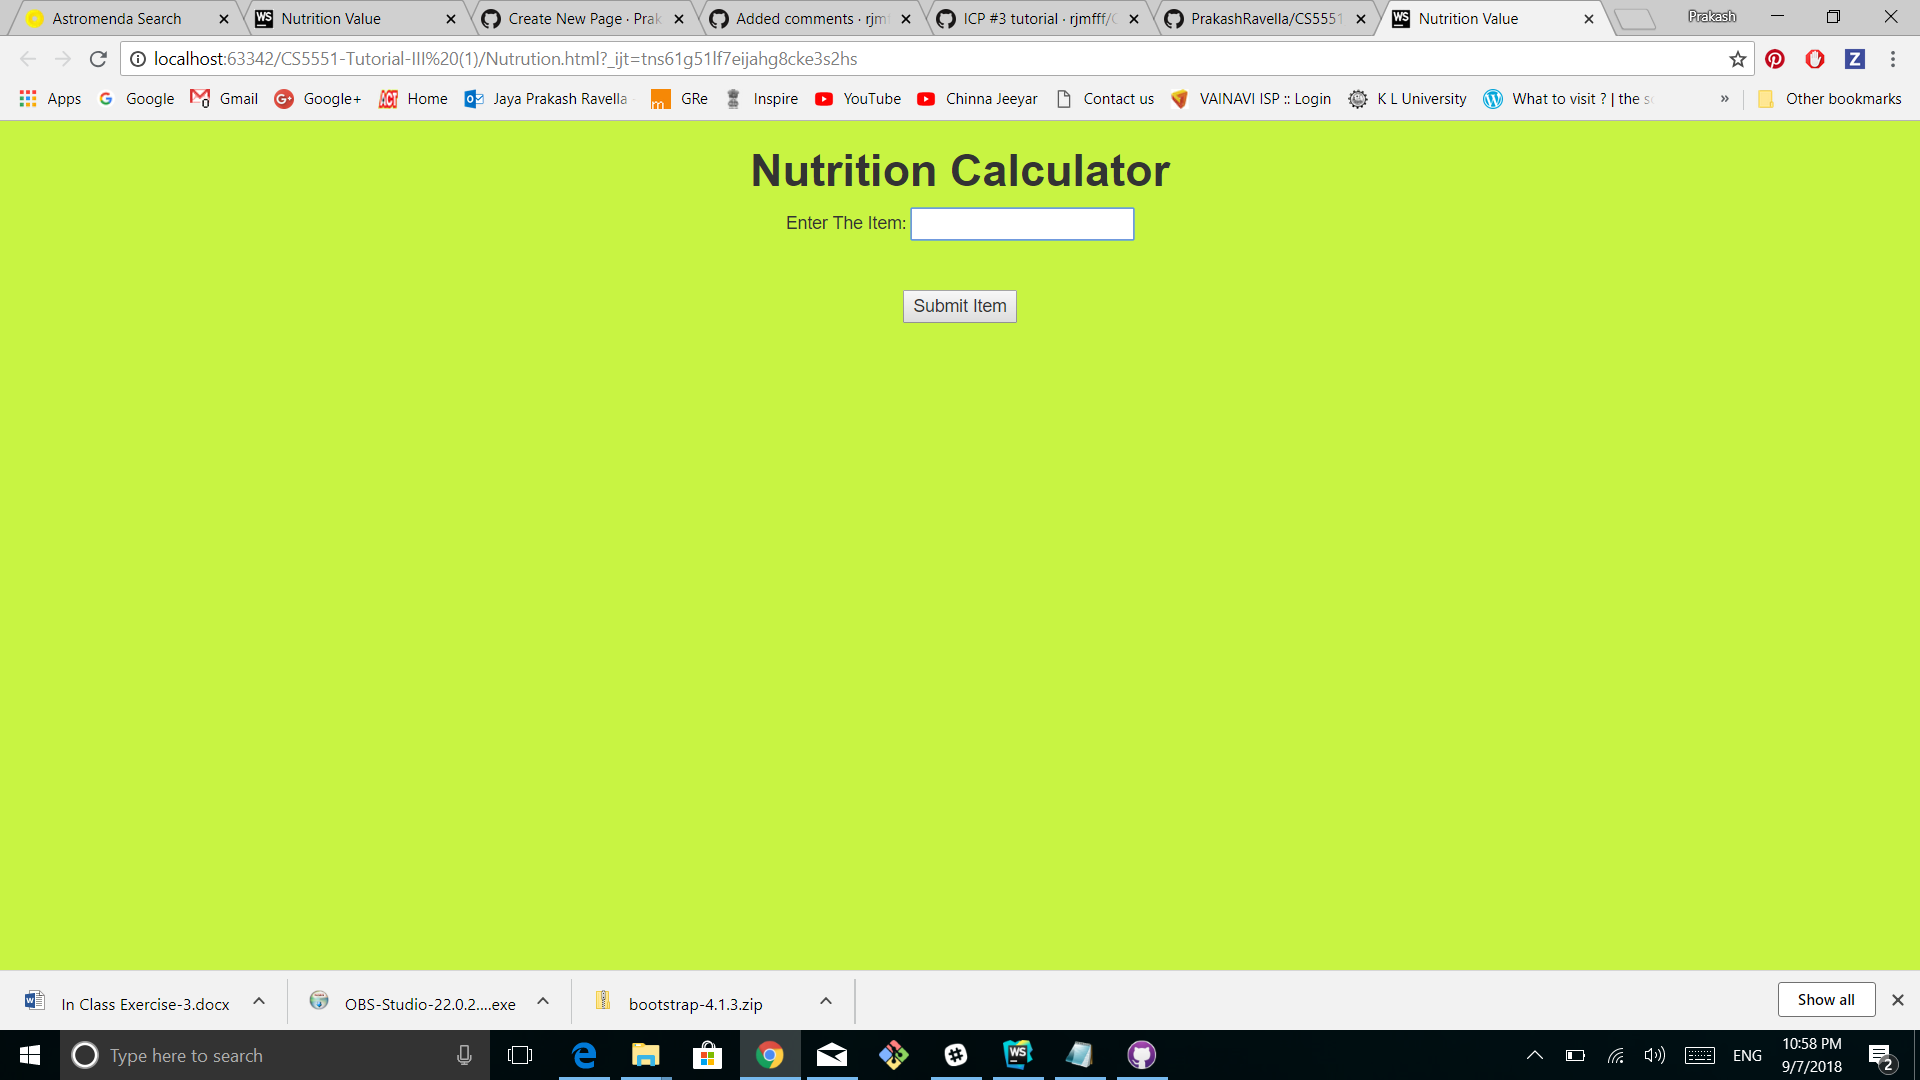 Astromenda Search
Nutrition Value
Create New Page · Prak
Added comments · rjm
ICP #3 tutorial · rjmfff/
PrakashRavella/CS5551
Nutrition Value
Prakash
localhost:63342/CS5551-Tutorial-III%20(1)/Nutrution.html?_ijt=tns61g51lf7eijahg8cke3s2hs
Apps
Google
Gmail
Google+
Home
Jaya Prakash Ravella
GRe
Inspire
YouTube
Chinna Jeeyar
Contact us
VAINAVI ISP :: Login
K L University
What to visit ? | the s
»
Other bookmarks
Nutrition Calculator
Enter The Item:
Submit Item
In Class Exercise-3.docx
OBS-Studio-22.0.2....exe
bootstrap-4.1.3.zip
Show all
Type here to search
ENG
10:58 PM
9/7/2018
2